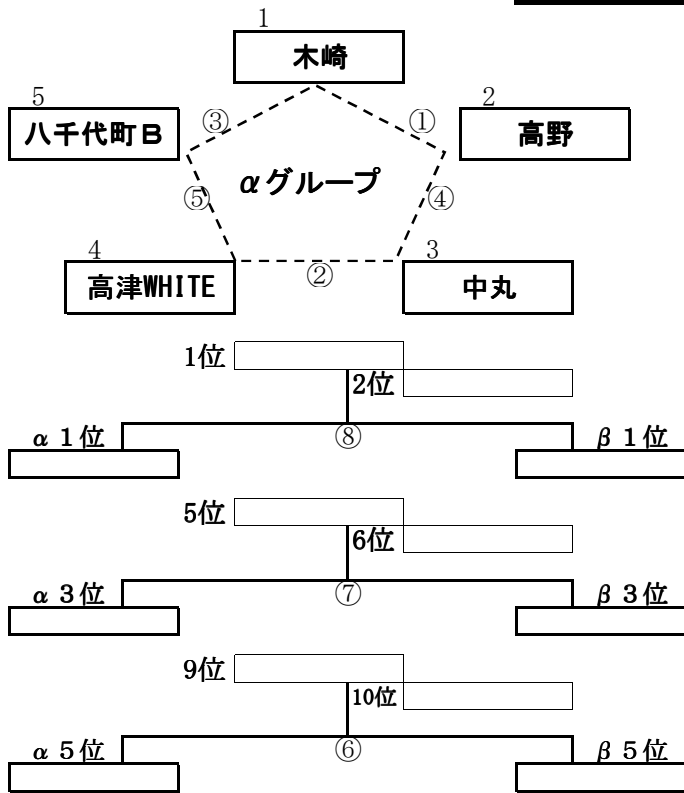 1
木崎
5
2
八千代町B
③
①
高野
αグループ
⑤
④
4
3
高津WHITE
②
中丸
1位
2位
α 1位
⑧
β 1位
5位
6位
α 3位
⑦
β 3位
9位
10位
α 5位
⑥
β 5位